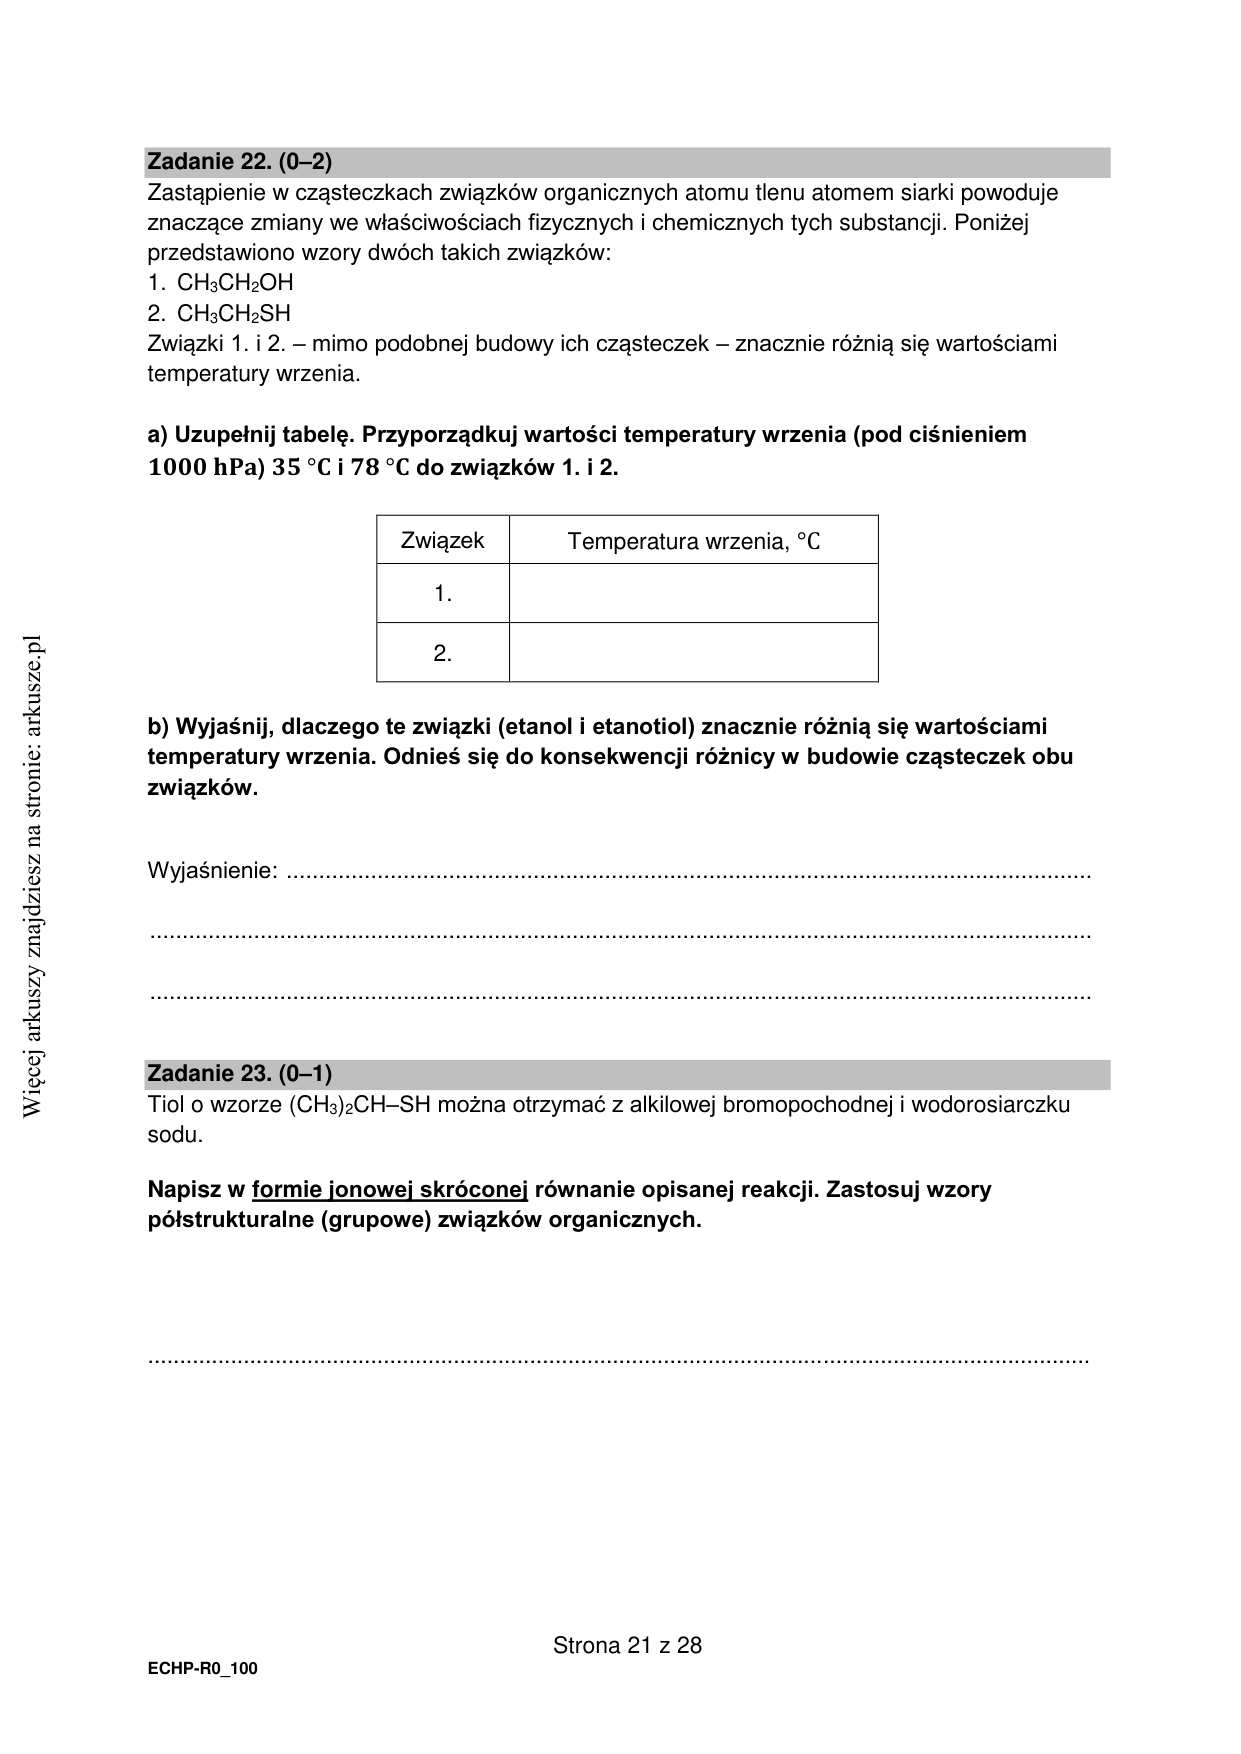 Zadanie 22. (0–2)
Zastąpienie w cząsteczkach związków organicznych atomu tlenu atomem siarki powoduje
znaczące zmiany we właściwościach fizycznych i chemicznych tych substancji. Poniżej
przedstawiono wzory dwóch takich związków:
1. CH₃CH₂OH
2. CH₃CH₂SH
Związki 1. i 2. – mimo podobnej budowy ich cząsteczek – znacznie różnią się wartościami
temperatury wrzenia.
a) Uzupełnij tabelę. Przyporządkuj wartości temperatury wrzenia (pod ciśnieniem
1000 hPa) 35 °C i 78 °C do związków 1. i 2.
Związek Temperatura wrzenia, °C
1.
2.
b) Wyjaśnij, dlaczego te związki (etanol i etanotiol) znacznie różnią się wartościami
temperatury wrzenia. Odnieś się do konsekwencji różnicy w budowie cząsteczek obu
związków.
Wyjaśnienie: ................................................................................................................................
................................................................................................................................
................................................................................................................................
Zadanie 23. (0–1)
Tiol o wzorze (CH₃)₂CH–SH można otrzymać z alkilowej bromopochodnej i wodorosiarczku
sodu.
Napisz w formie jonowej skróconej równanie opisanej reakcji. Zastosuj wzory
półstrukturalne (grupowe) związków organicznych.
................................................................................................................................
Strona 21 z 28
ECHP-R0_100
Więcej arkuszy znajdziesz na stronie: arkusze.pl